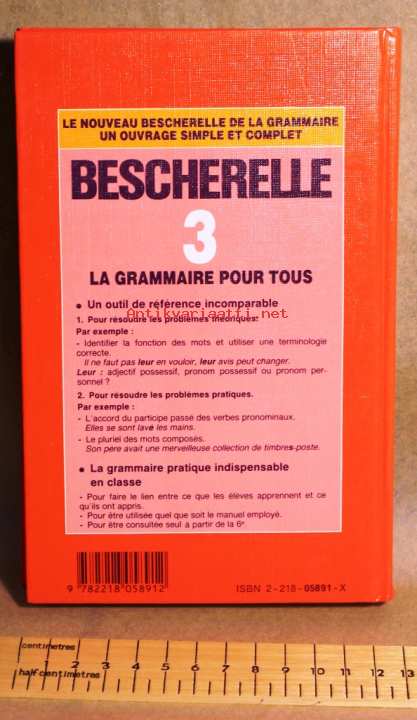 LE NOUVEAU BESCHERELLE DE LA GRAMMAIRE
UN OUVRAGE SIMPLE ET COMPLET
BESCHERELLE
3
LA GRAMMAIRE POUR TOUS
• Un outil de référence incomparable
Antikvariaatfi.net
1. Pour résoudre les problèmes théoriques.
Par exemple :
- Identifier la fonction des mots et utiliser une terminologie
correcte.
Il ne faut pas leur en vouloir, leur avis peut changer.
Leur : adjectif possessif, pronom possessif ou pronom per-
sonnel ?
2. Pour résoudre les problèmes pratiques.
Par exemple :
- L'accord du participe passé des verbes pronominaux.
Elles se sont lavé les mains.
- Le pluriel des mots composés.
Son père avait une merveilleuse collection de timbres-poste.
• La grammaire pratique indispensable
en classe
- Pour faire le lien entre ce que les élèves apprennent et ce
qu'ils ont appris.
- Pour être utilisée quel que soit le manuel employé.
- Pour être consultée seul à partir de la 6e
9 782218 058912
ISBN 2-218-05891-X
centimetres
1 2 3 4 5 6 7 8 9 10 11 12 13
half centimetres